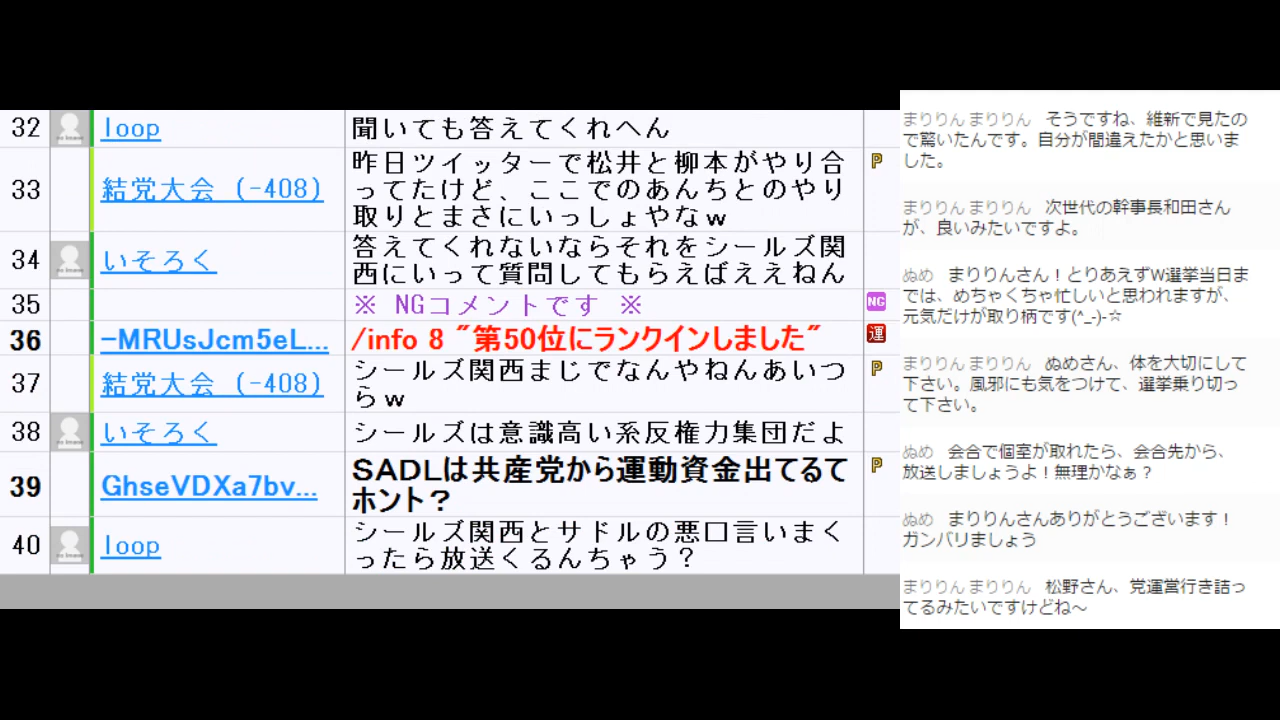 32 loop 聞いても答えてくれへん
33 結党大会 (-408) 昨日ツイッターで松井と柳本がやり合
ってたけど、ここでのあんちとのやり
取りとまさにいっしょやなｗ
P
34 いそろく 答えてくれないならそれをシールズ関
西にいって質問してもらえばええねん
35 ※ NGコメントです ※ NG
36 -MRUsJcm5eL... /info 8 "第50位にランクインしました" 運
37 結党大会 (-408) シールズ関西まじでなんやねんあいつ
らｗ
P
38 いそろく シールズは意識高い系反権力集団だよ
39 GhseVDXa7bv... SADLは共産党から運動資金出てるて
ホント？
P
40 loop シールズ関西とサドルの悪口言いまく
ったら放送くるんちゃう？
まりりん まりりん そうですね、維新で見たの
で驚いたんです。自分が間違えたかと思いま
した。
まりりん まりりん 次世代の幹事長和田さん
が、良いみたいですよ。
ぬめ まりりんさん！とりあえずW選挙当日ま
では、めちゃくちゃ忙しいと思われますが、
元気だけが取り柄です(^_-)-☆
まりりん まりりん ぬめさん、体を大切にして
下さい。風邪にも気をつけて、選挙乗り切っ
て下さい。
ぬめ 会合で個室が取れたら、会合先から、
放送しましょうよ！無理かなぁ？
ぬめ まりりんさんありがとうございます！
ガンバリましょう
まりりん まりりん 松野さん、党運営行き詰っ
てるみたいですけどね～